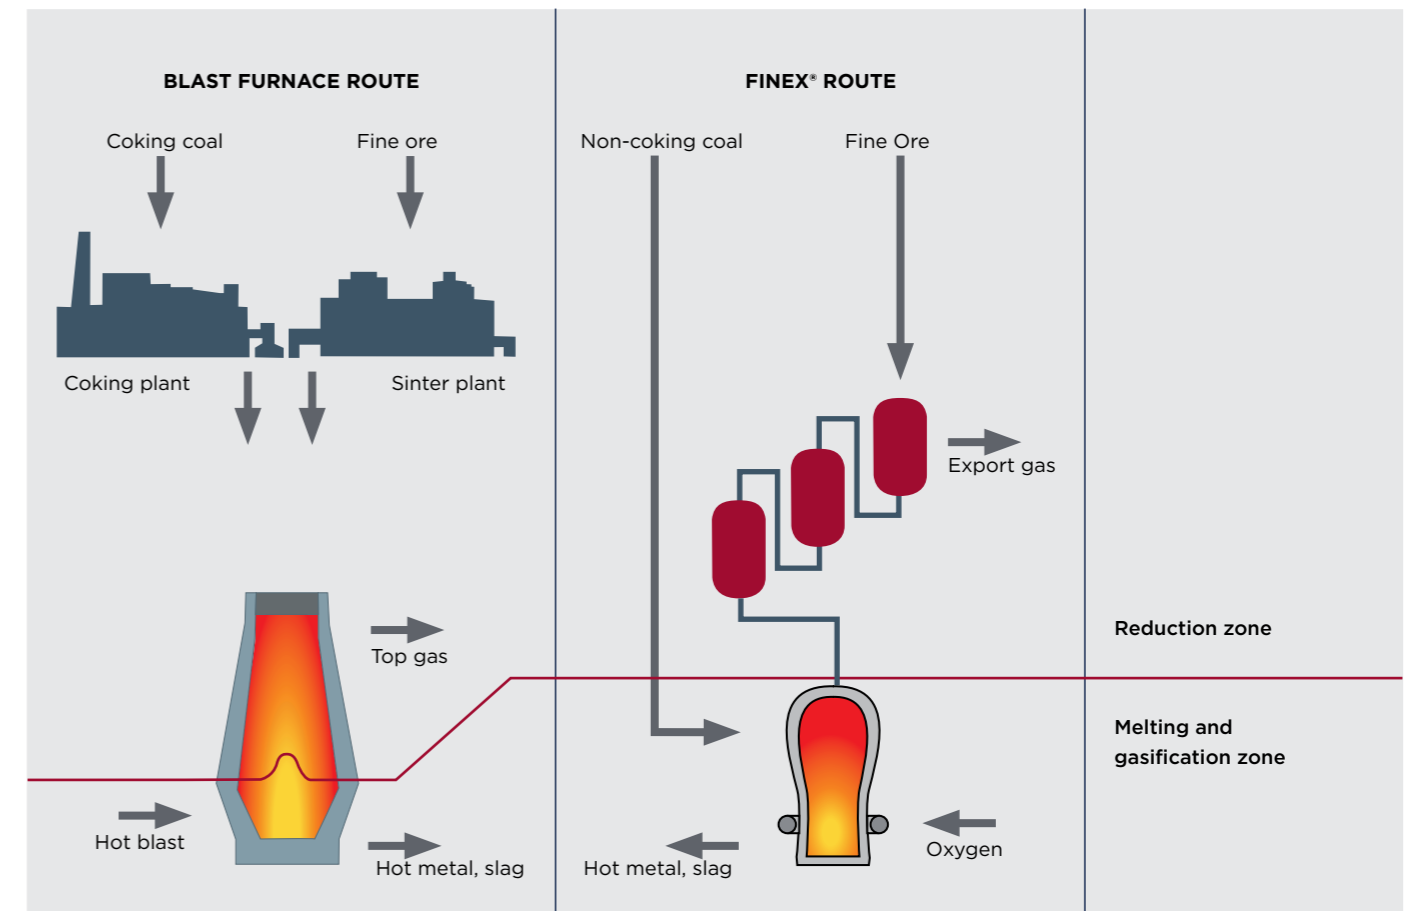 BLAST FURNACE ROUTE
Coking coal
Fine ore
Coking plant
Sinter plant
Top gas
Hot blast
Hot metal, slag
FINEX® ROUTE
Non-coking coal
Fine Ore
Export gas
Oxygen
Hot metal, slag
Reduction zone
Melting and
gasification zone